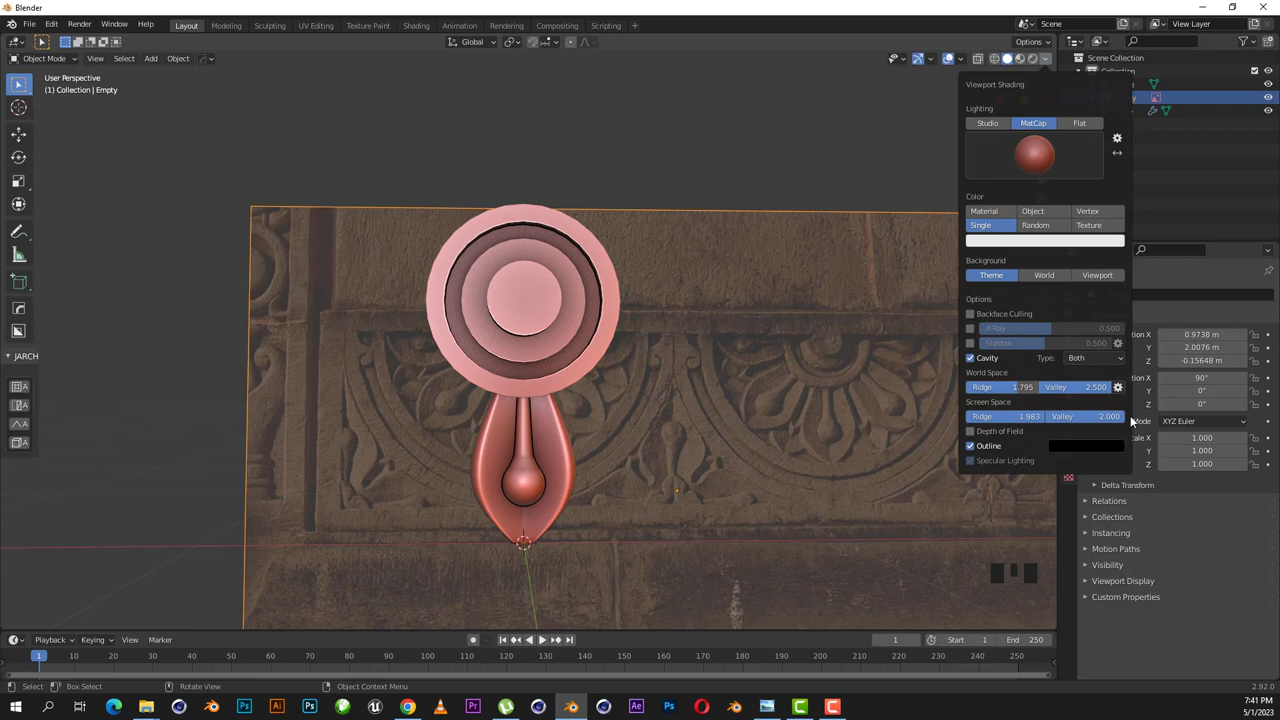 Blender
File Edit Render Window Help Layout Modeling Sculpting UV Editing Texture Paint Shading Animation Rendering Compositing Scripting + Scene View Layer
Global Options
Object Mode View Select Add Object
User Perspective
(1) Collection | Empty
Scene Collection
Viewport Shading
Lighting
Studio MatCap Flat
Color
Material Object Vertex
Single Random Texture
Background
Theme World Viewport
Options
Backface Culling
X-Ray 0.500
Shadow 0.500
Cavity Type: Both
World Space
Ridge 1.795 Valley 2.500
Screen Space
Ridge 1.983 Valley 2.000
Depth of Field
Outline
Specular Lighting
JARCH
X 0.9738 m
Y 2.0076 m
Z -0.15648 m
X 90°
Y 0°
Z 0°
XYZ Euler
X 1.000
Y 1.000
Z 1.000
Delta Transform
Relations
Collections
Instancing
Motion Paths
Visibility
Viewport Display
Custom Properties
Playback Keying View Marker 1 Start 1 End 250
1 10 20 30 40 50 60 70 80 90 100 110 120 130 140 150 160 170 180 190 200 210 220 230 240 250
Select Box Select Rotate View Object Context Menu 2.92.0
7:41 PM
5/1/2023